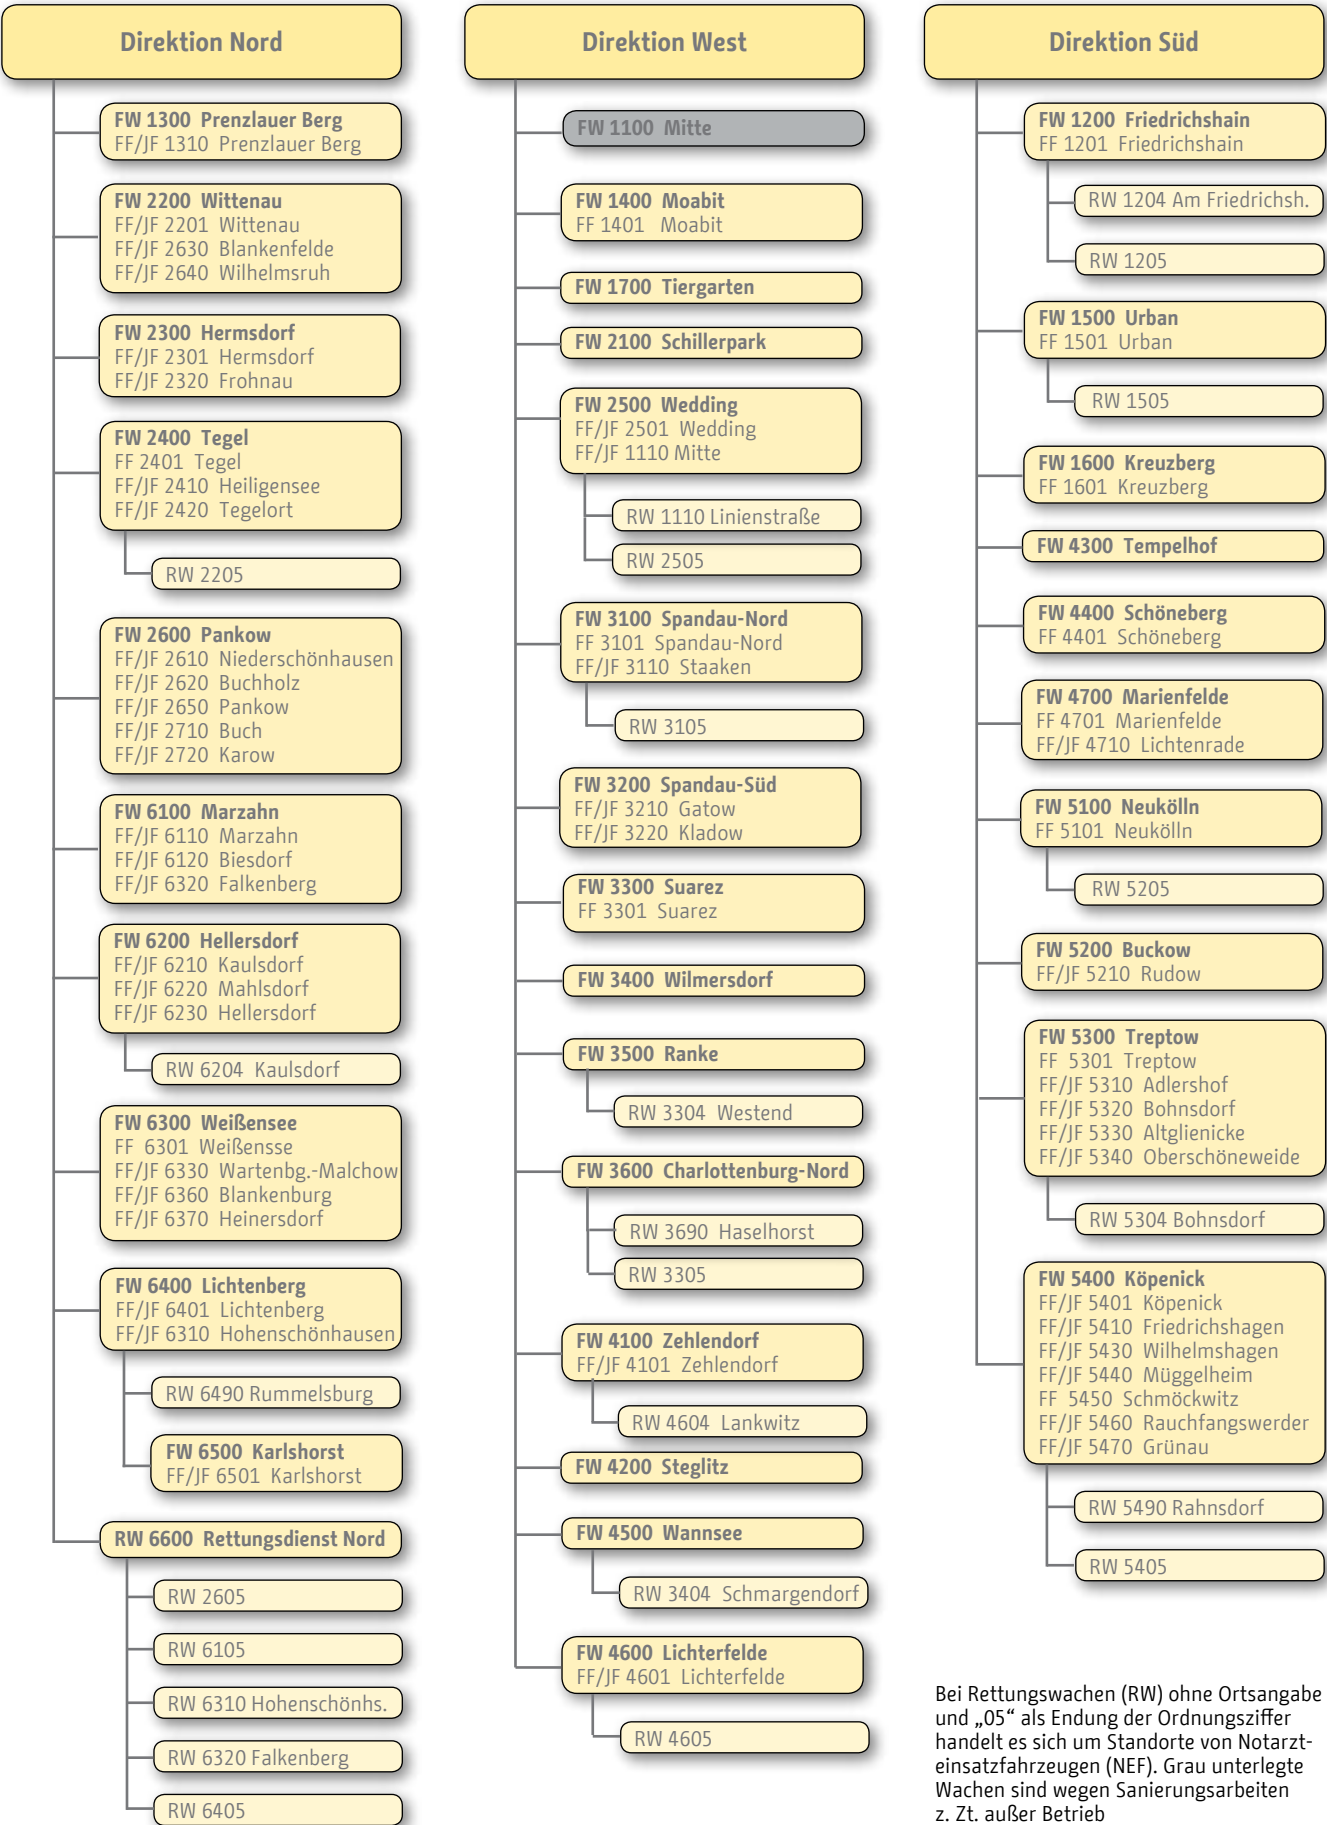 Direktion Nord
FW 1300 Prenzlauer Berg
FF/JF 1310 Prenzlauer Berg
FW 2200 Wittenau
FF/JF 2201 Wittenau
FF/JF 2630 Blankenfelde
FF/JF 2640 Wilhelmsruh
FW 2300 Hermsdorf
FF/JF 2301 Hermsdorf
FF/JF 2320 Frohnau
FW 2400 Tegel
FF 2401 Tegel
FF/JF 2410 Heiligensee
FF/JF 2420 Tegelort
RW 2205
FW 2600 Pankow
FF/JF 2610 Niederschönhausen
FF/JF 2620 Buchholz
FF/JF 2650 Pankow
FF/JF 2710 Buch
FF/JF 2720 Karow
FW 6100 Marzahn
FF/JF 6110 Marzahn
FF/JF 6120 Biesdorf
FF/JF 6320 Falkenberg
FW 6200 Hellersdorf
FF/JF 6210 Kaulsdorf
FF/JF 6220 Mahlsdorf
FF/JF 6230 Hellersdorf
RW 6204 Kaulsdorf
FW 6300 Weißensee
FF 6301 Weißensse
FF/JF 6330 Wartenbg.-Malchow
FF/JF 6360 Blankenburg
FF/JF 6370 Heinersdorf
FW 6400 Lichtenberg
FF/JF 6401 Lichtenberg
FF/JF 6310 Hohenschönhausen
RW 6490 Rummelsburg
FW 6500 Karlshorst
FF/JF 6501 Karlshorst
RW 6600 Rettungsdienst Nord
RW 2605
RW 6105
RW 6310 Hohenschönhs.
RW 6320 Falkenberg
RW 6405
Direktion West
FW 1100 Mitte
FW 1400 Moabit
FF 1401 Moabit
FW 1700 Tiergarten
FW 2100 Schillerpark
FW 2500 Wedding
FF/JF 2501 Wedding
FF/JF 1110 Mitte
RW 1110 Linienstraße
RW 2505
FW 3100 Spandau-Nord
FF 3101 Spandau-Nord
FF/JF 3110 Staaken
RW 3105
FW 3200 Spandau-Süd
FF/JF 3210 Gatow
FF/JF 3220 Kladow
FW 3300 Suarez
FF 3301 Suarez
FW 3400 Wilmersdorf
FW 3500 Ranke
RW 3304 Westend
FW 3600 Charlottenburg-Nord
RW 3690 Haselhorst
RW 3305
FW 4100 Zehlendorf
FF/JF 4101 Zehlendorf
RW 4604 Lankwitz
FW 4200 Steglitz
FW 4500 Wannsee
RW 3404 Schmargendorf
FW 4600 Lichterfelde
FF/JF 4601 Lichterfelde
RW 4605
Direktion Süd
FW 1200 Friedrichshain
FF 1201 Friedrichshain
RW 1204 Am Friedrichsh.
RW 1205
FW 1500 Urban
FF 1501 Urban
RW 1505
FW 1600 Kreuzberg
FF 1601 Kreuzberg
FW 4300 Tempelhof
FW 4400 Schöneberg
FF 4401 Schöneberg
FW 4700 Marienfelde
FF 4701 Marienfelde
FF/JF 4710 Lichtenrade
FW 5100 Neukölln
FF 5101 Neukölln
RW 5205
FW 5200 Buckow
FF/JF 5210 Rudow
FW 5300 Treptow
FF 5301 Treptow
FF/JF 5310 Adlershof
FF/JF 5320 Bohnsdorf
FF/JF 5330 Altglienicke
FF/JF 5340 Oberschöneweide
RW 5304 Bohnsdorf
FW 5400 Köpenick
FF/JF 5401 Köpenick
FF/JF 5410 Friedrichshagen
FF/JF 5430 Wilhelmshagen
FF/JF 5440 Müggelheim
FF 5450 Schmöckwitz
FF/JF 5460 Rauchfangswerder
FF/JF 5470 Grünau
RW 5490 Rahnsdorf
RW 5405
Bei Rettungswachen (RW) ohne Ortsangabe
und „05“ als Endung der Ordnungsziffer
handelt es sich um Standorte von Notarzt-
einsatzfahrzeugen (NEF). Grau unterlegte
Wachen sind wegen Sanierungsarbeiten
z. Zt. außer Betrieb